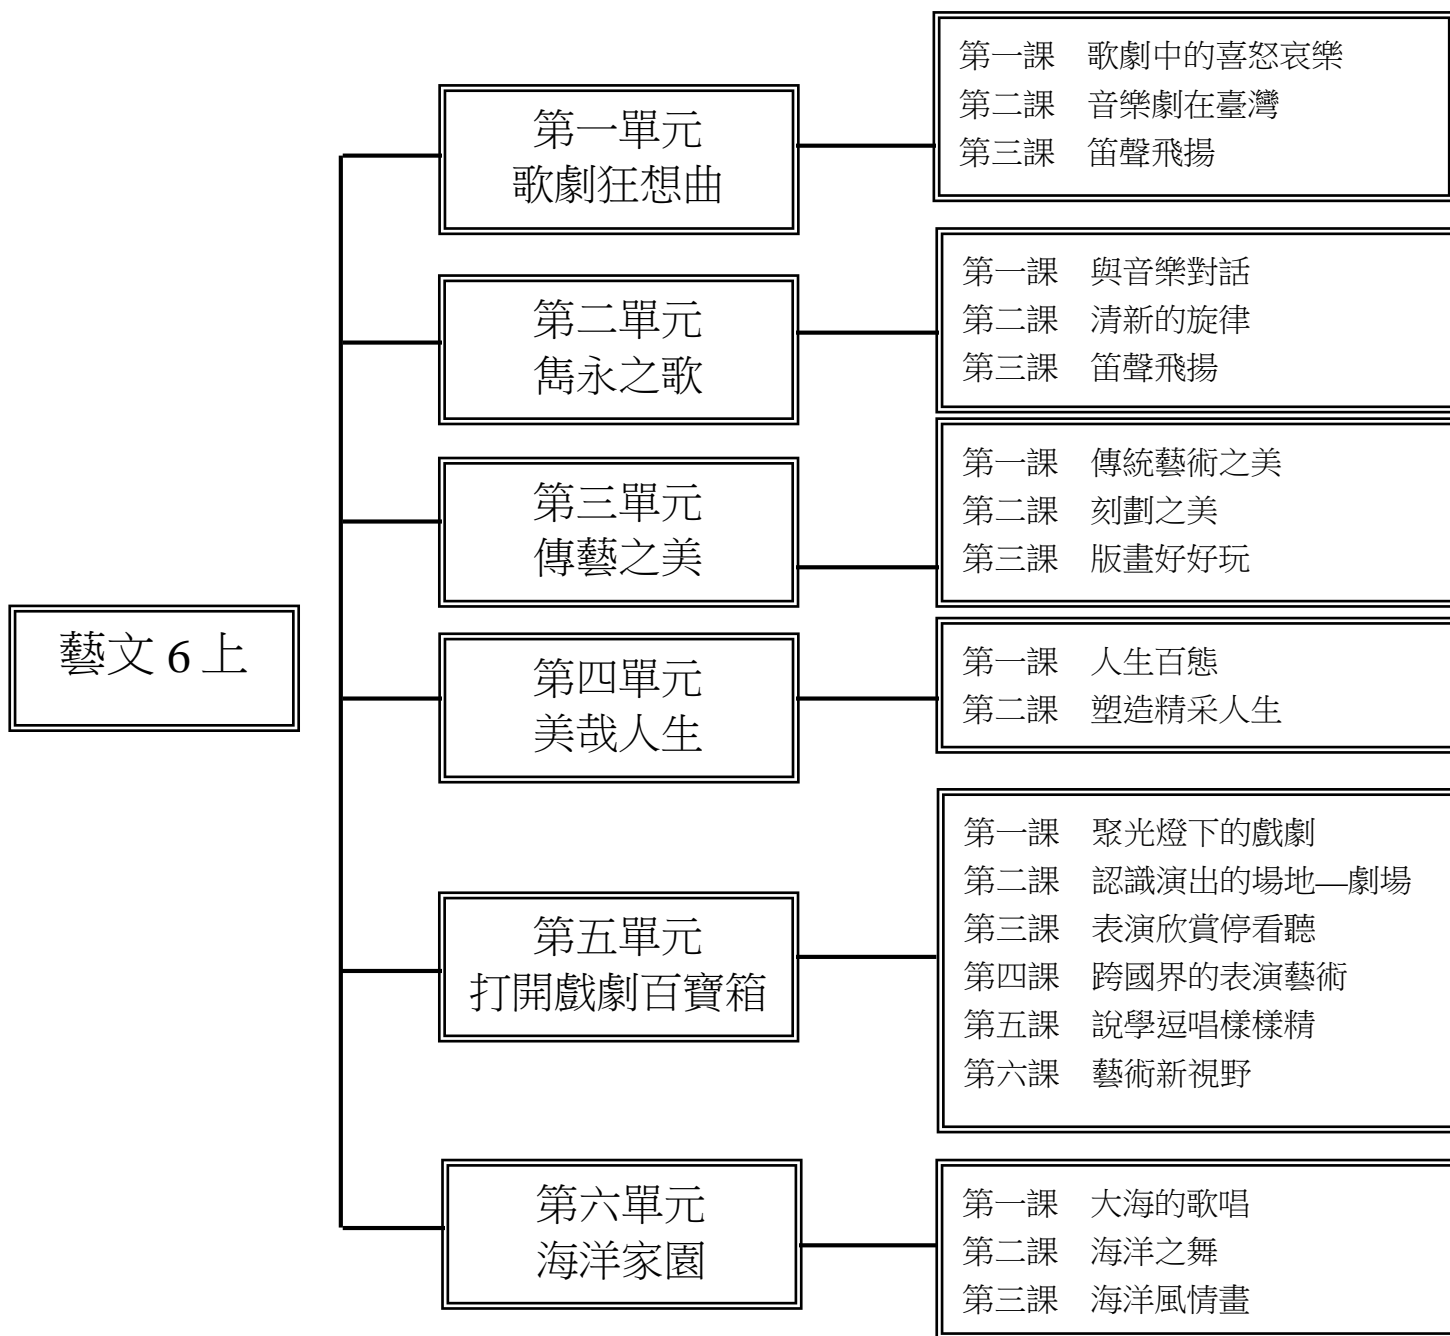 藝文 6 上
第一單元
歌劇狂想曲
第一課　歌劇中的喜怒哀樂
第二課　音樂劇在臺灣
第三課　笛聲飛揚
第二單元
雋永之歌
第一課　與音樂對話
第二課　清新的旋律
第三課　笛聲飛揚
第三單元
傳藝之美
第一課　傳統藝術之美
第二課　刻劃之美
第三課　版畫好好玩
第四單元
美哉人生
第一課　人生百態
第二課　塑造精采人生
第五單元
打開戲劇百寶箱
第一課　聚光燈下的戲劇
第二課　認識演出的場地—劇場
第三課　表演欣賞停看聽
第四課　跨國界的表演藝術
第五課　說學逗唱樣樣精
第六課　藝術新視野
第六單元
海洋家園
第一課　大海的歌唱
第二課　海洋之舞
第三課　海洋風情畫